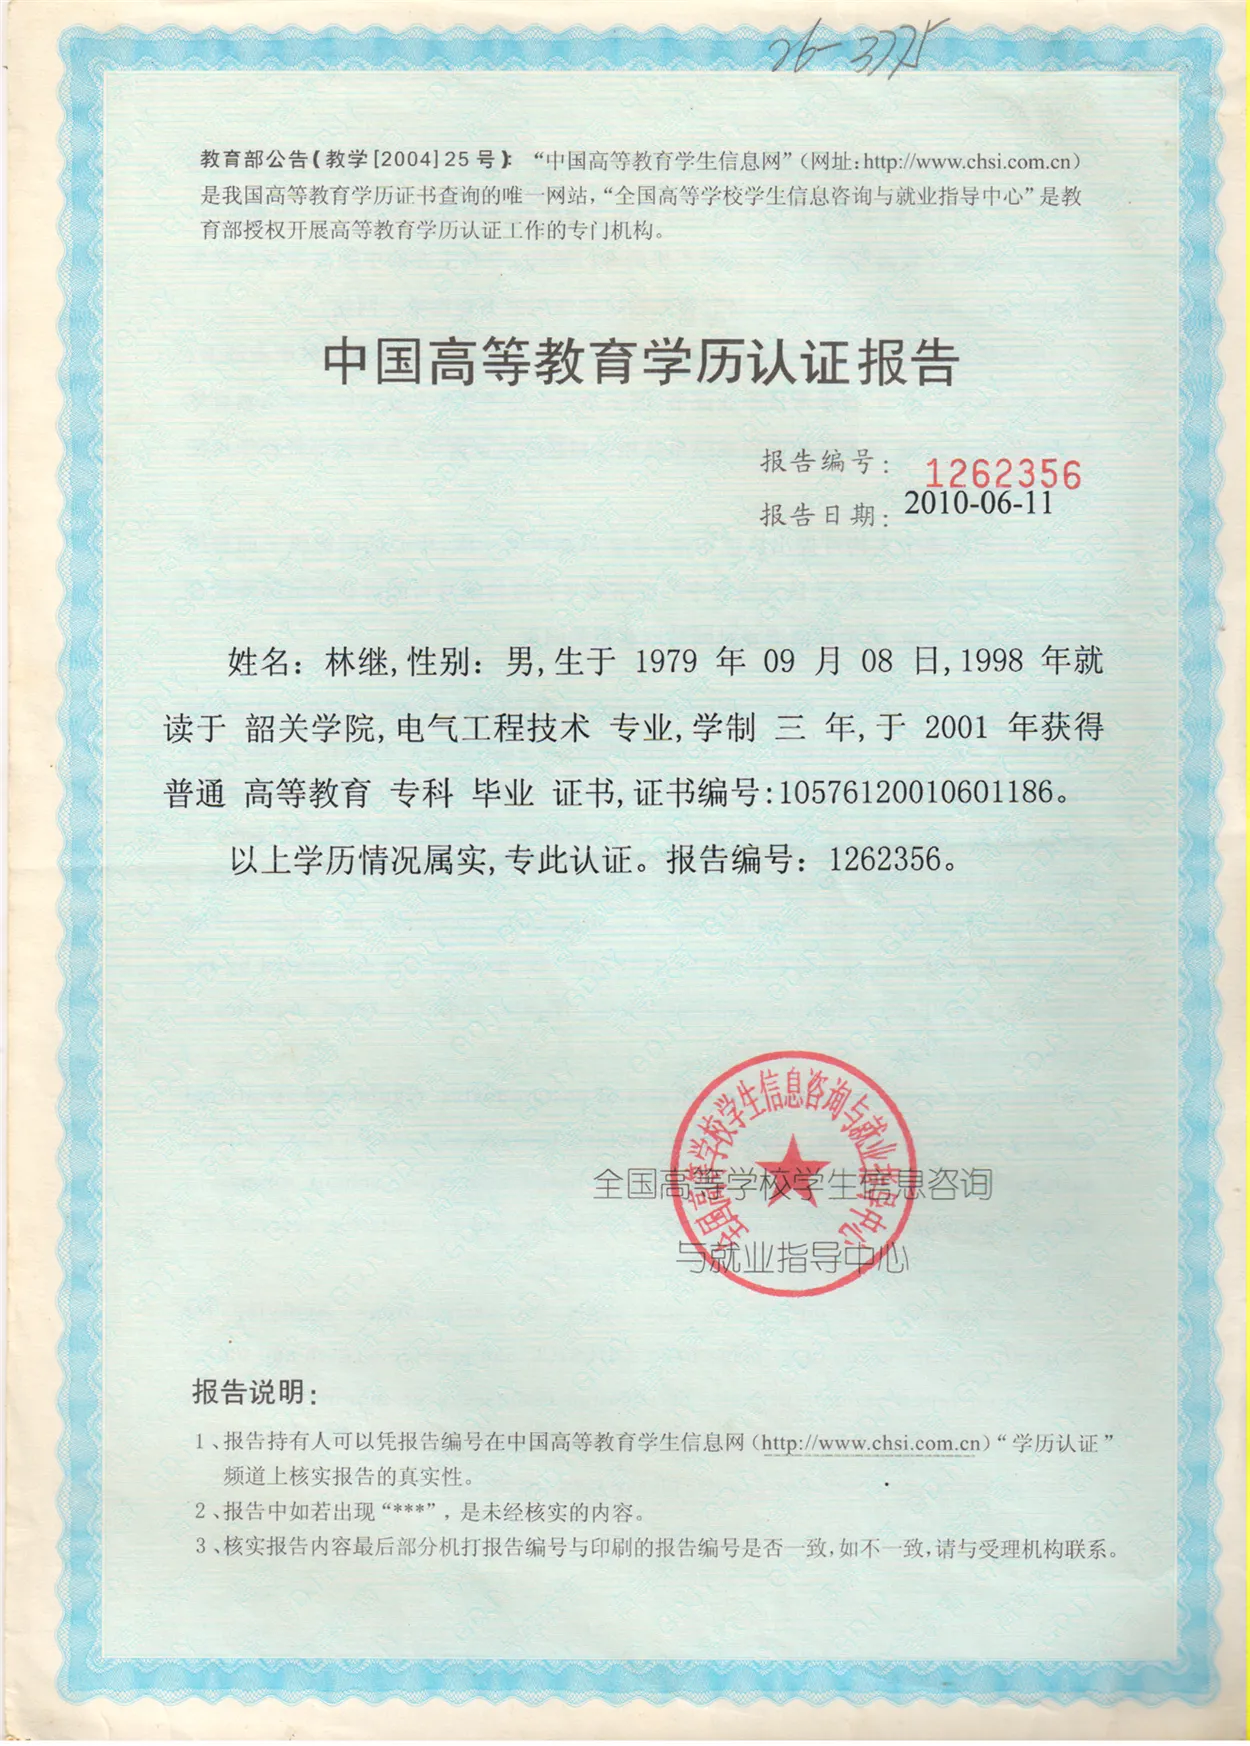 26-3775
教育部公告(教学[2004]25号):“中国高等教育学生信息网”(网址:http://www.chsi.com.cn)
是我国高等教育学历证书查询的唯一网站,“全国高等学校学生信息咨询与就业指导中心”是教
育部授权开展高等教育学历认证工作的专门机构。
中国高等教育学历认证报告
报告编号: 1262356
报告日期: 2010-06-11
姓名: 林继,性别: 男,生于 1979 年 09 月 08 日,1998 年就
读于 韶关学院,电气工程技术 专业,学制 三 年,于 2001 年获得
普通 高等教育 专科 毕业 证书,证书编号:10576120010601186。
以上学历情况属实,专此认证。报告编号: 1262356。
全国高等学校学生信息咨询与就业指导中心
全国高等学校学生信息咨询
与就业指导中心
报告说明:
1、报告持有人可以凭报告编号在中国高等教育学生信息网(http://www.chsi.com.cn)“学历认证”
频道上核实报告的真实性。
2、报告中如若出现“***”,是未经核实的内容。
3、核实报告内容最后部分机打报告编号与印刷的报告编号是否一致,如不一致,请与受理机构联系。